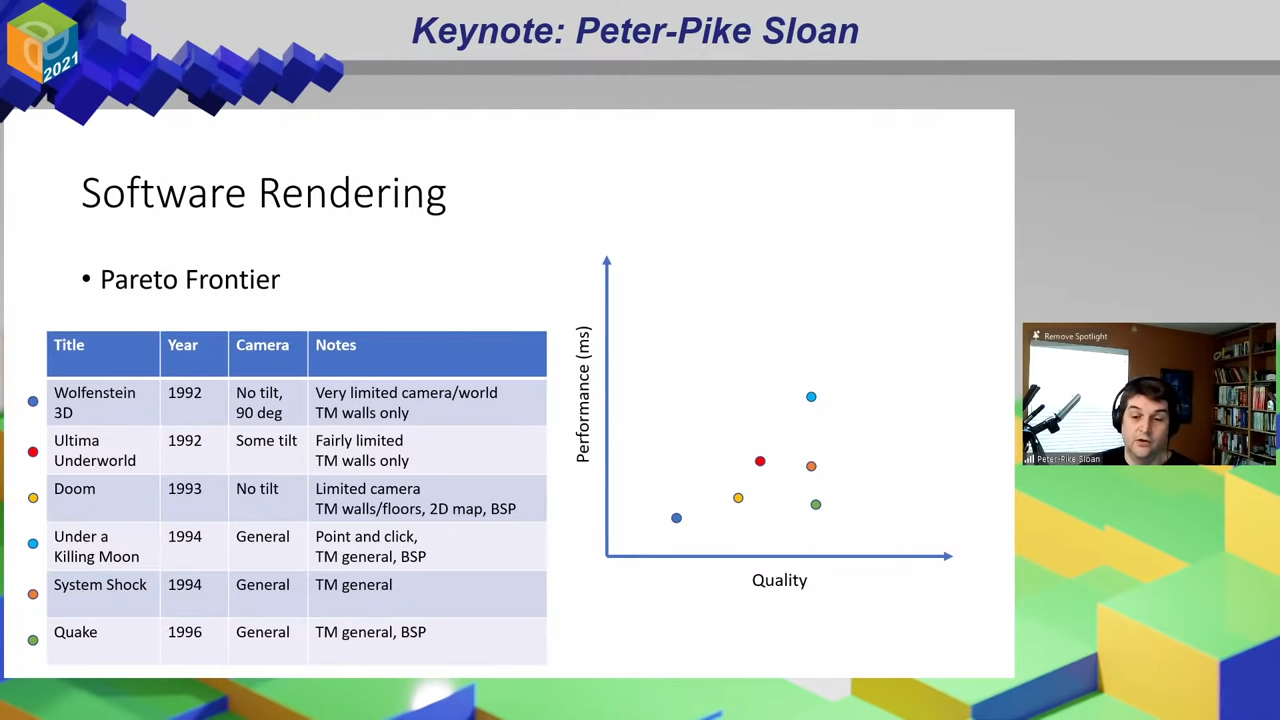 Keynote: Peter-Pike Sloan
2021
Software Rendering
• Pareto Frontier
Title Year Camera Notes
Wolfenstein 3D 1992 No tilt, 90 deg Very limited camera/world TM walls only
Ultima Underworld 1992 Some tilt Fairly limited TM walls only
Doom 1993 No tilt Limited camera TM walls/floors, 2D map, BSP
Under a Killing Moon 1994 General Point and click, TM general, BSP
System Shock 1994 General TM general
Quake 1996 General TM general, BSP
Performance (ms)
Quality
Remove Spotlight
Peter-Pike Sloan